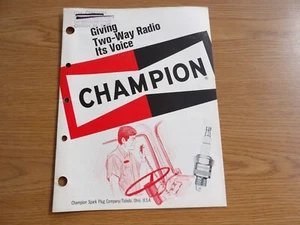 Giving
Two-Way Radio
Its Voice
CHAMPION
Champion Spark Plug Company/Toledo, Ohio, U.S.A.